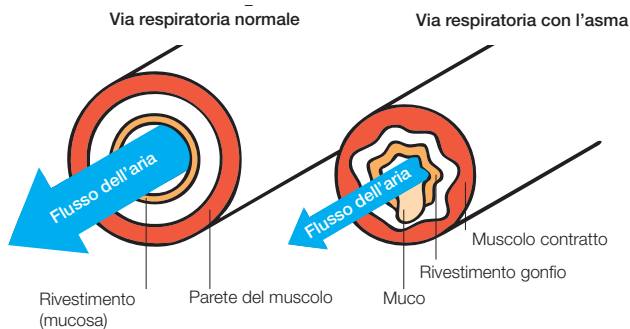 Via respiratoria normale
Via respiratoria con l'asma
Flusso dell'aria
Flusso dell'aria
Muscolo contratto
Rivestimento gonfio
Rivestimento
(mucosa)
Parete del muscolo
Muco